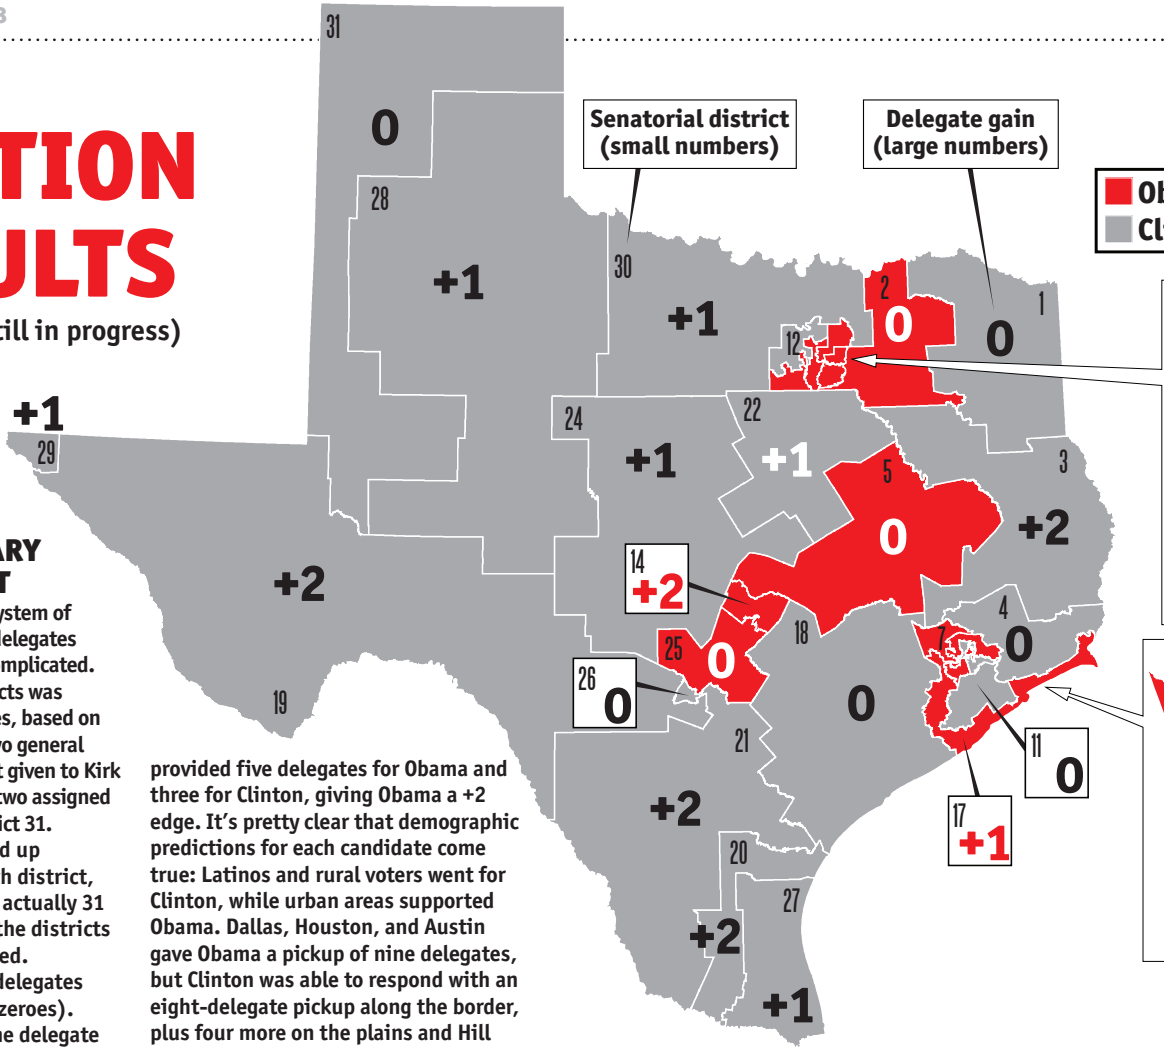 31
0
TION
ULTS
till in progress)
28
+1
Senatorial district
(small numbers)
Delegate gain
(large numbers)
30
+1
12
2
0
1
0
+1
29
24
+1
22
+1
5
0
3
+2
14
+2
25
0
26
0
18
0
7
4
0
11
0
17
+1
19
+2
21
+2
20
+2
27
+1
ARY
T
ystem of
delegates
omplicated.
cts was
es, based on
wo general
t given to Kirk
two assigned
ict 31.
d up
h district,
actually 31
the districts
ed.
delegates
zeroes).
ne delegate
provided five delegates for Obama and
three for Clinton, giving Obama a +2
edge. It’s pretty clear that demographic
predictions for each candidate come
true: Latinos and rural voters went for
Clinton, while urban areas supported
Obama. Dallas, Houston, and Austin
gave Obama a pickup of nine delegates,
but Clinton was able to respond with an
eight-delegate pickup along the border,
plus four more on the plains and Hill